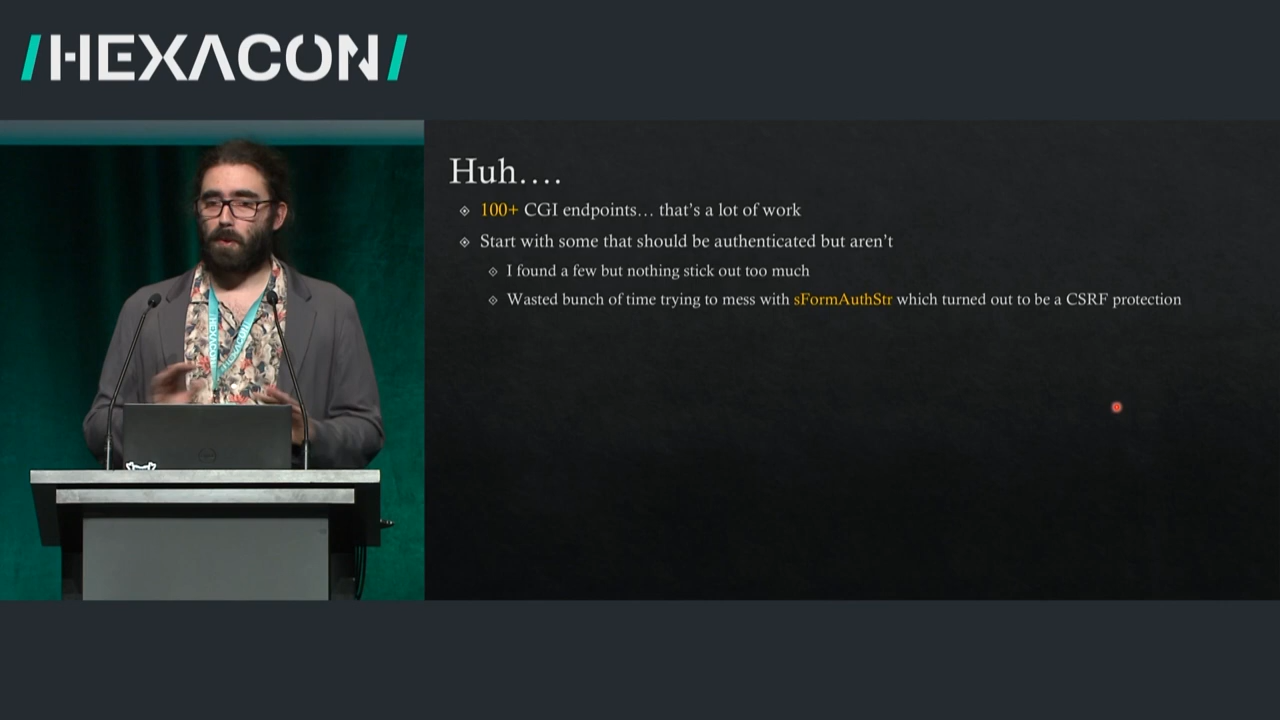 /HEXACON/
Huh....
100+ CGI endpoints… that's a lot of work
Start with some that should be authenticated but aren't
I found a few but nothing stick out too much
Wasted bunch of time trying to mess with sFormAuthStr which turned out to be a CSRF protection
HEXACON